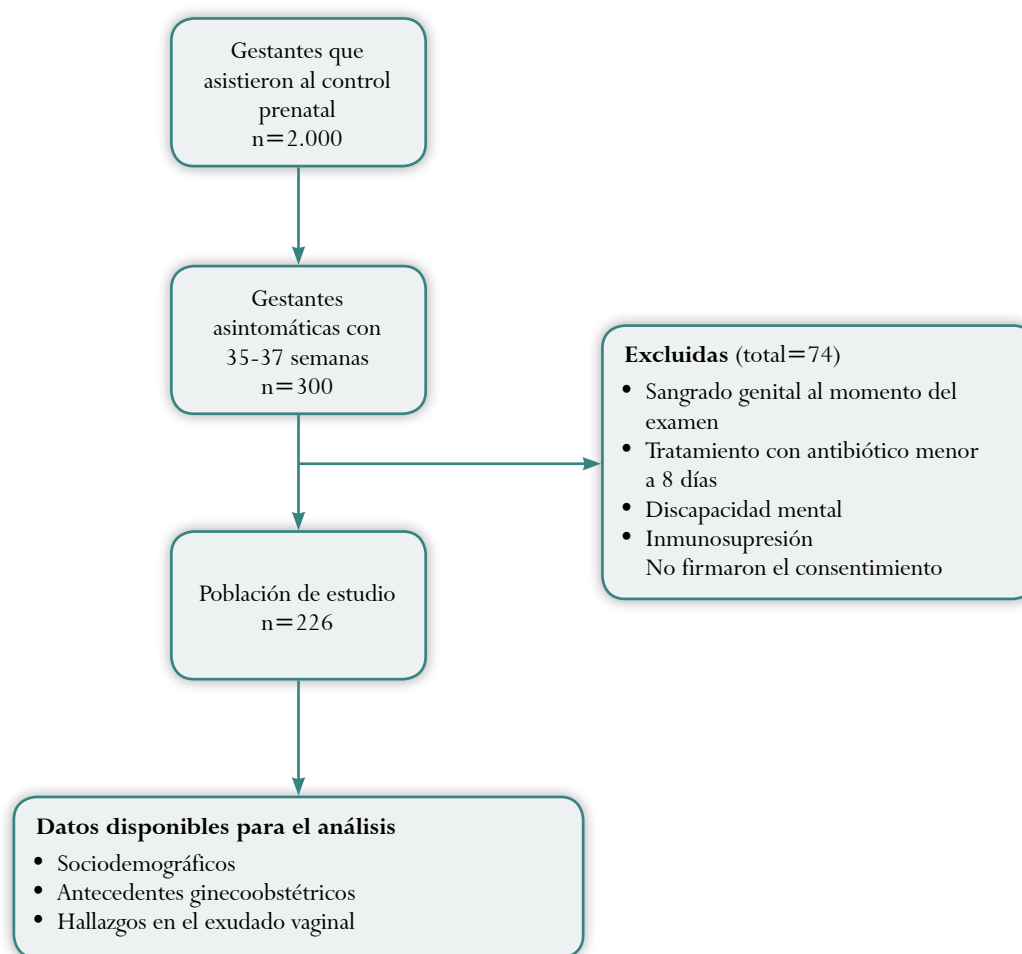 Gestantes que
asistieron al control
prenatal
n=2.000
Gestantes
asintomáticas con
35-37 semanas
n=300
Excluidas (total=74)
• Sangrado genital al momento del
examen
• Tratamiento con antibiótico menor
a 8 días
• Discapacidad mental
• Inmunosupresión
No firmaron el consentimiento
Población de estudio
n=226
Datos disponibles para el análisis
• Sociodemográficos
• Antecedentes ginecoobstétricos
• Hallazgos en el exudado vaginal